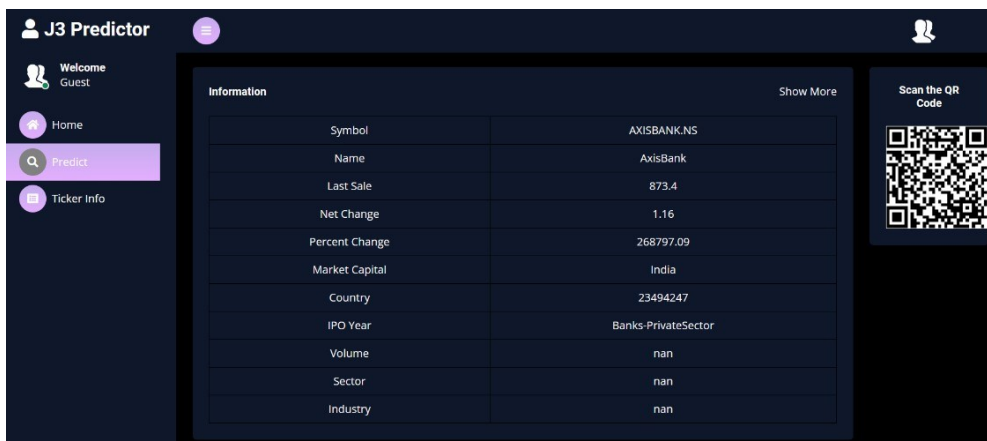 J3 Predictor
Welcome
Guest
Home
Predict
Ticker Info
Information
Show More
Symbol AXISBANK.NS
Name AxisBank
Last Sale 873.4
Net Change 1.16
Percent Change 268797.09
Market Capital India
Country 23494247
IPO Year Banks-PrivateSector
Volume nan
Sector nan
Industry nan
Scan the QR
Code